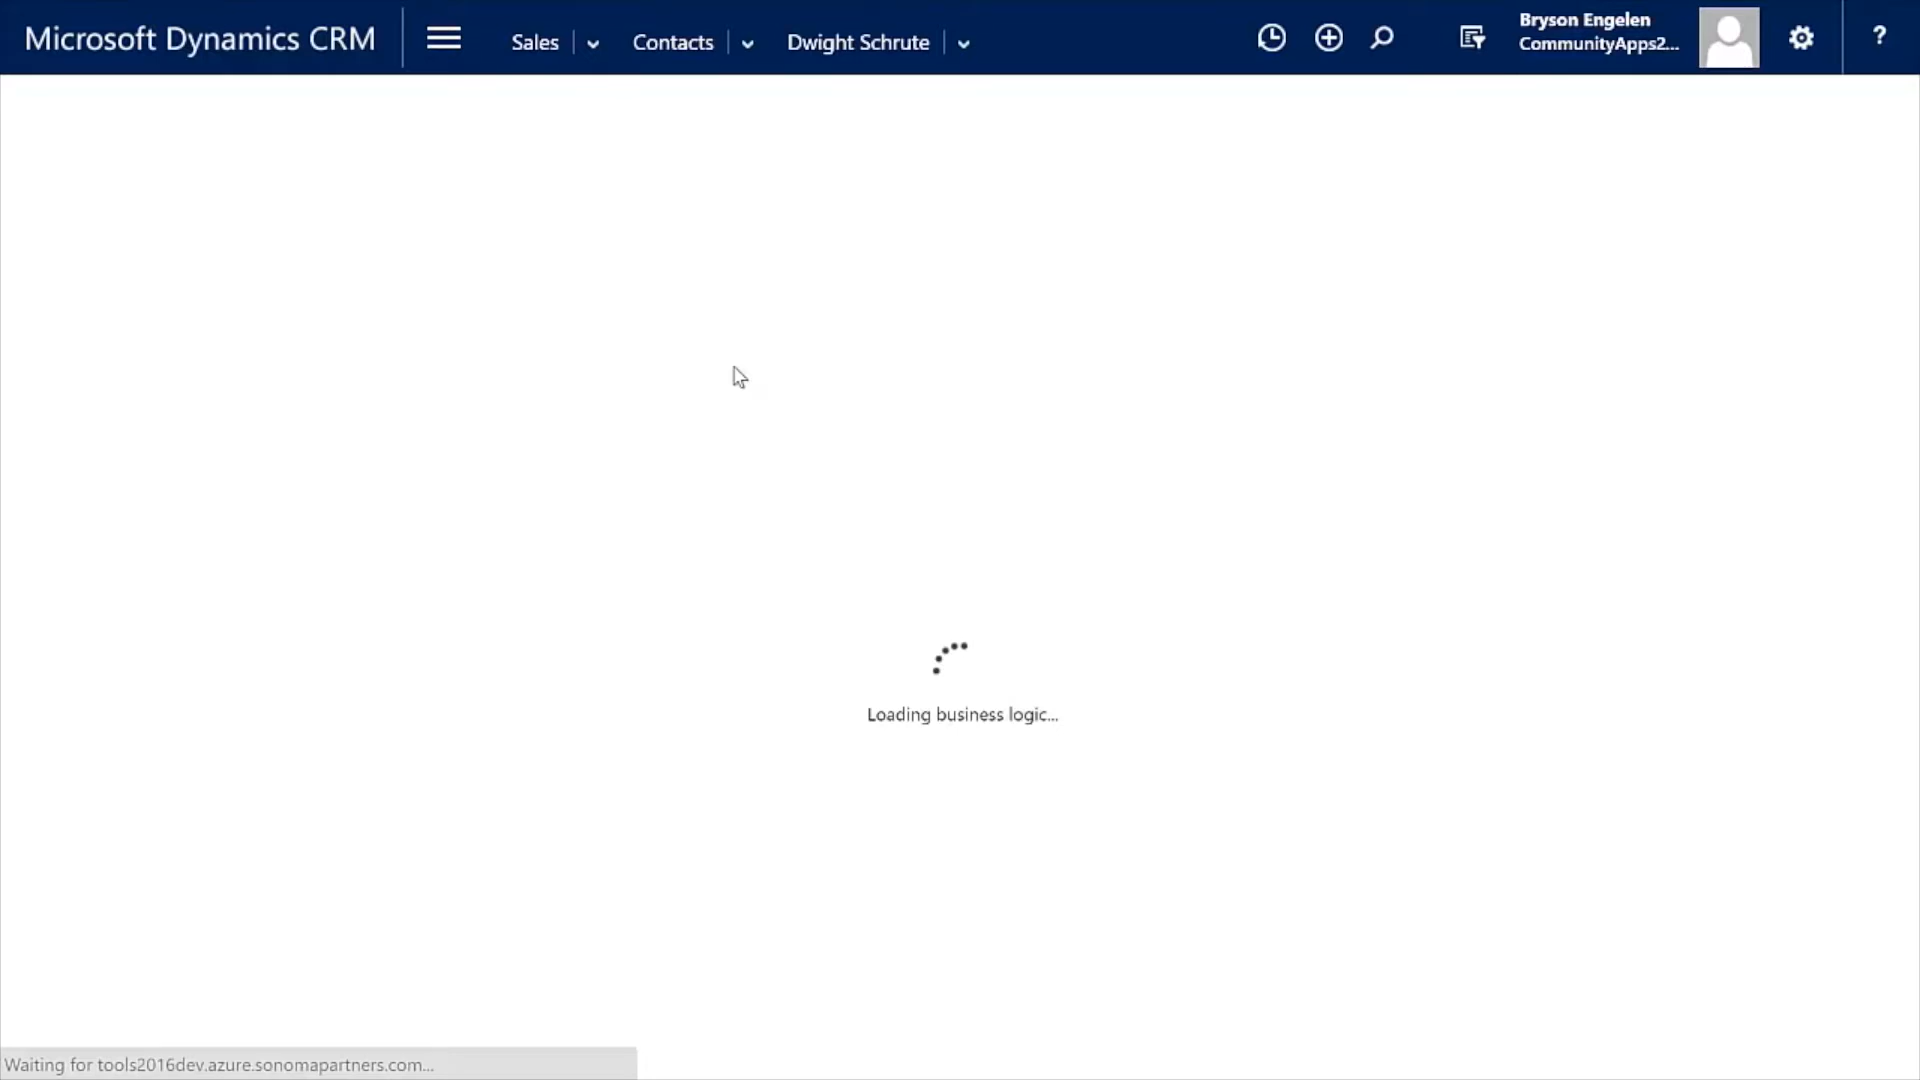 Microsoft Dynamics CRM
Sales
Contacts
Dwight Schrute
Bryson Engelen
CommunityApps2...
?
Loading business logic...
Waiting for tools2016dev.azure.sonomapartners.com...